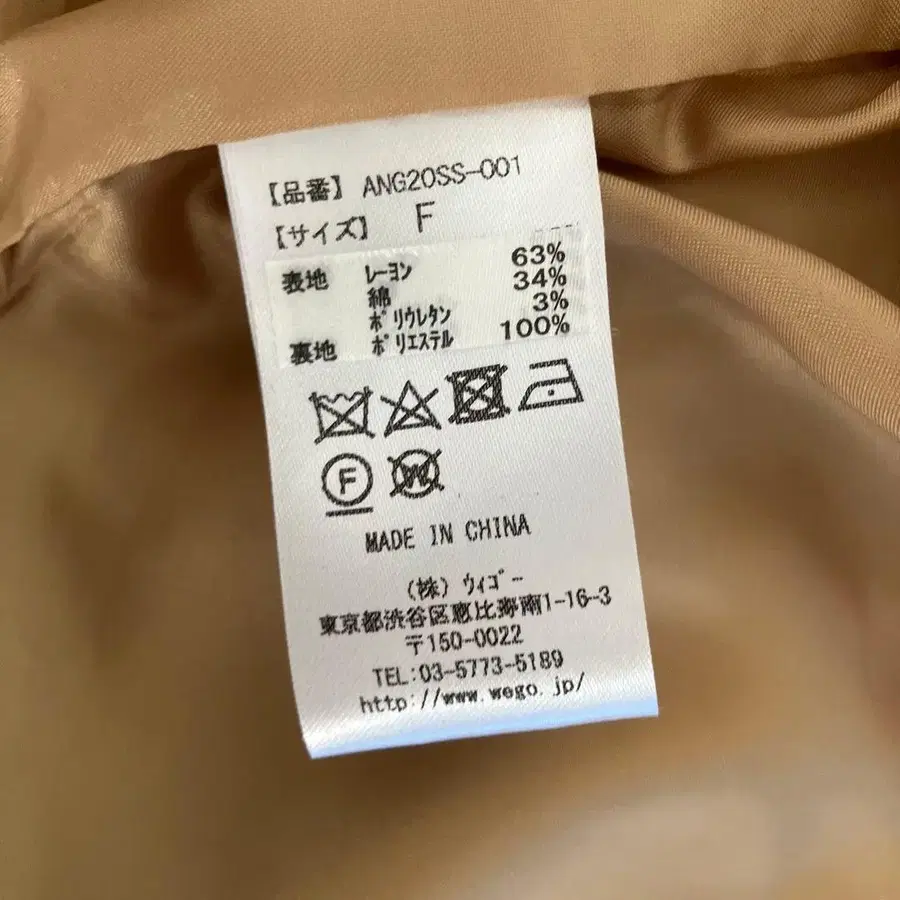 【品番】 ANG20SS-001
【サイズ】 F
表地 レーヨン 63%
綿 34%
ポリウレタン 3%
裏地 ポリエステル 100%
F
W
MADE IN CHINA
(株) ウィゴー
東京都渋谷区恵比寿南1-16-3
〒150-0022
TEL:03-5773-5189
http://www.wego.jp/